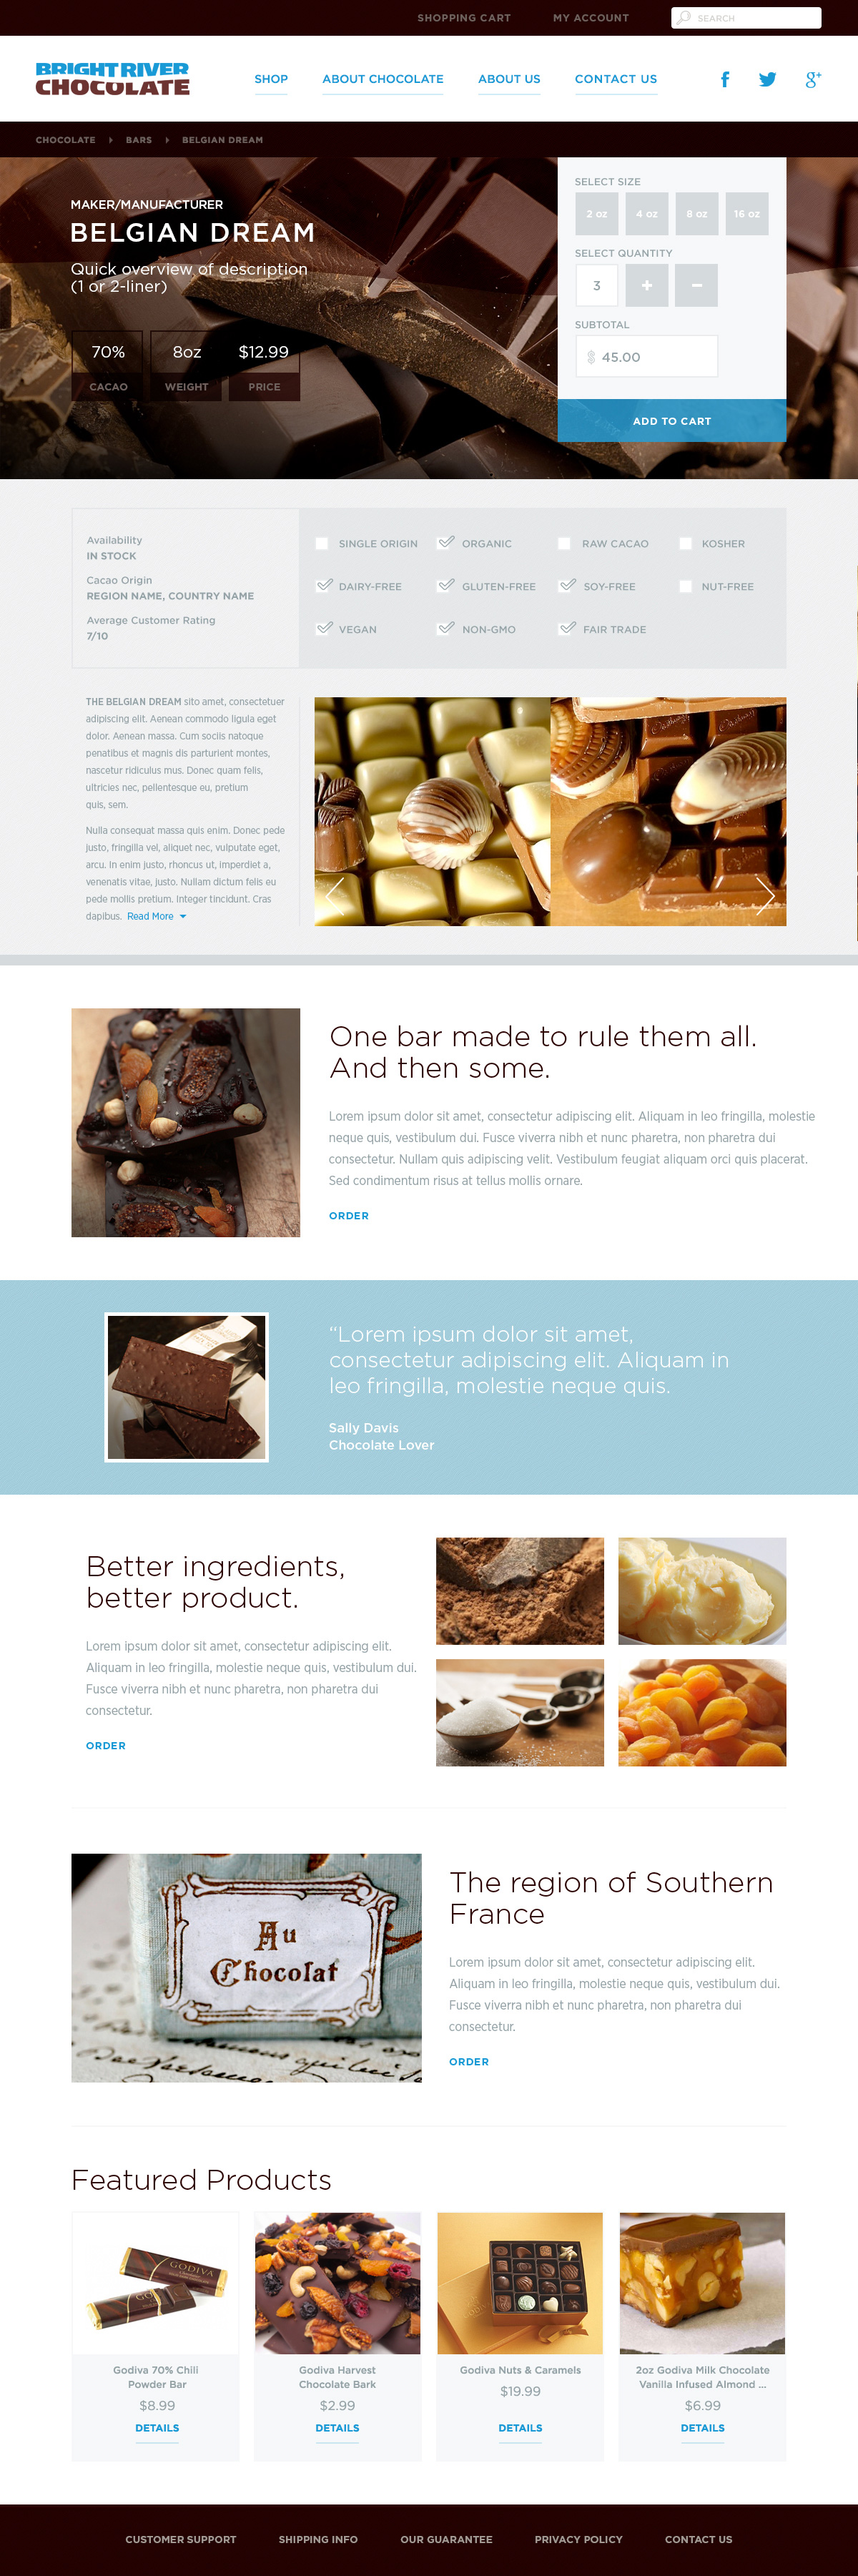 SHOPPING CART
MY ACCOUNT
SEARCH
BRIGHT RIVER
CHOCOLATE
SHOP
ABOUT CHOCOLATE
ABOUT US
CONTACT US
f
g+
CHOCOLATE
BARS
BELGIAN DREAM
MAKER/MANUFACTURER
BELGIAN DREAM
Quick overview of description
(1 or 2-liner)
70%
8oz
$12.99
CACAO
WEIGHT
PRICE
SELECT SIZE
2 oz
4 oz
8 oz
16 oz
SELECT QUANTITY
3
+
−
SUBTOTAL
$ 45.00
ADD TO CART
Availability
IN STOCK
Cacao Origin
REGION NAME, COUNTRY NAME
Average Customer Rating
7/10
SINGLE ORIGIN
ORGANIC
RAW CACAO
KOSHER
DAIRY-FREE
GLUTEN-FREE
SOY-FREE
NUT-FREE
VEGAN
NON-GMO
FAIR TRADE
THE BELGIAN DREAM sito amet, consectetuer
adipiscing elit. Aenean commodo ligula eget
dolor. Aenean massa. Cum sociis natoque
penatibus et magnis dis parturient montes,
nascetur ridiculus mus. Donec quam felis,
ultricies nec, pellentesque eu, pretium
quis, sem.
Nulla consequat massa quis enim. Donec pede
justo, fringilla vel, aliquet nec, vulputate eget,
arcu. In enim justo, rhoncus ut, imperdiet a,
venenatis vitae, justo. Nullam dictum felis eu
pede mollis pretium. Integer tincidunt. Cras
dapibus. Read More
One bar made to rule them all.
And then some.
Lorem ipsum dolor sit amet, consectetur adipiscing elit. Aliquam in leo fringilla, molestie
neque quis, vestibulum dui. Fusce viverra nibh et nunc pharetra, non pharetra dui
consectetur. Nullam quis adipiscing velit. Vestibulum feugiat aliquam orci quis placerat.
Sed condimentum risus at tellus mollis ornare.
ORDER
“Lorem ipsum dolor sit amet,
consectetur adipiscing elit. Aliquam in
leo fringilla, molestie neque quis.
Sally Davis
Chocolate Lover
Better ingredients,
better product.
Lorem ipsum dolor sit amet, consectetur adipiscing elit.
Aliquam in leo fringilla, molestie neque quis, vestibulum dui.
Fusce viverra nibh et nunc pharetra, non pharetra dui
consectetur.
ORDER
Au
Chocolat
The region of Southern
France
Lorem ipsum dolor sit amet, consectetur adipiscing elit.
Aliquam in leo fringilla, molestie neque quis, vestibulum dui.
Fusce viverra nibh et nunc pharetra, non pharetra dui
consectetur.
ORDER
Featured Products
GODIVA
Godiva 70% Chili
Powder Bar
$8.99
DETAILS
Godiva Harvest
Chocolate Bark
$2.99
DETAILS
Godiva Nuts & Caramels
$19.99
DETAILS
2oz Godiva Milk Chocolate
Vanilla Infused Almond ...
$6.99
DETAILS
CUSTOMER SUPPORT
SHIPPING INFO
OUR GUARANTEE
PRIVACY POLICY
CONTACT US